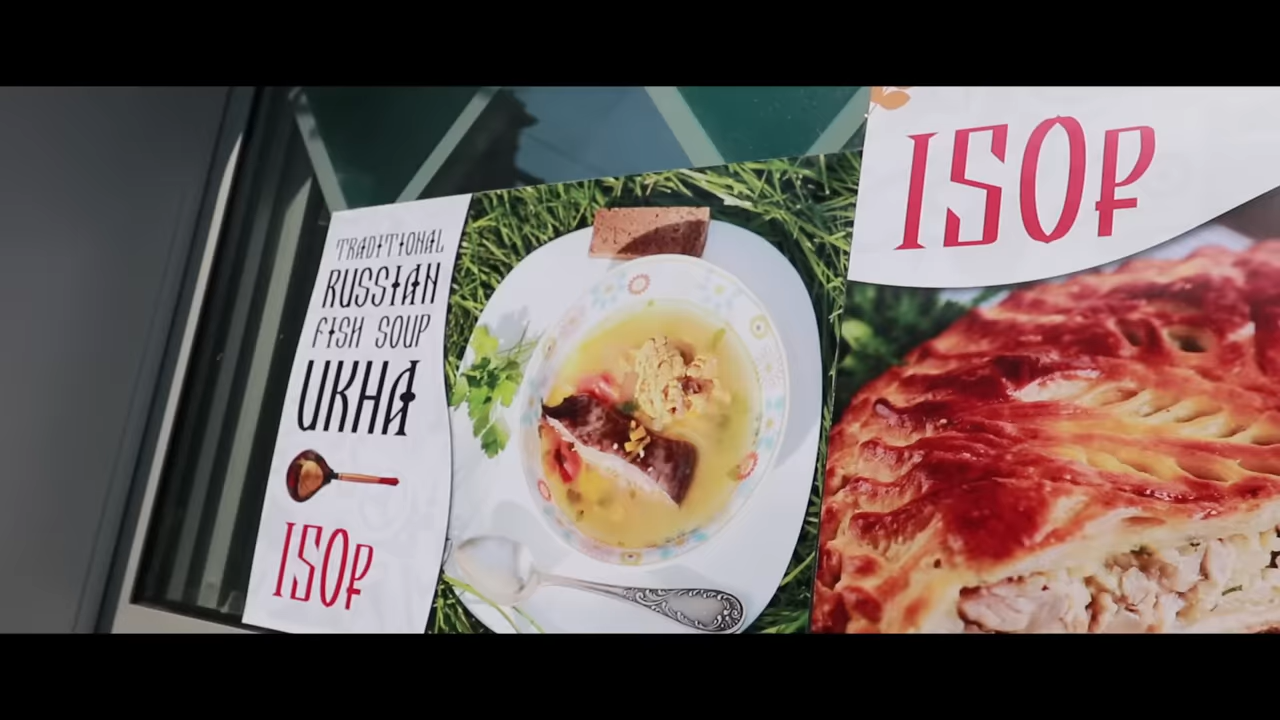 TRADITIONAL
RUSSIAN
FISH SOUP
UKHA
150₽
150₽